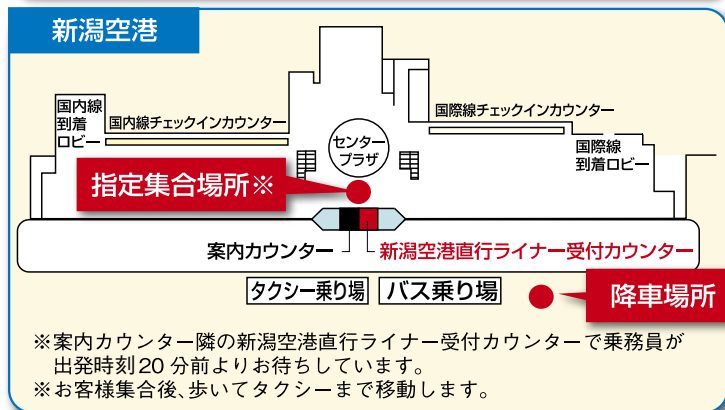 新潟空港
国内線
到着
ロビー
国内線チェックインカウンター
センター
プラザ
国際線チェックインカウンター
国際線
到着ロビー
指定集合場所※
案内カウンター
新潟空港直行ライナー受付カウンター
タクシー乗り場
バス乗り場
降車場所
※案内カウンター隣の新潟空港直行ライナー受付カウンターで乗務員が
出発時刻20分前よりお待ちしています。
※お客様集合後、歩いてタクシーまで移動します。